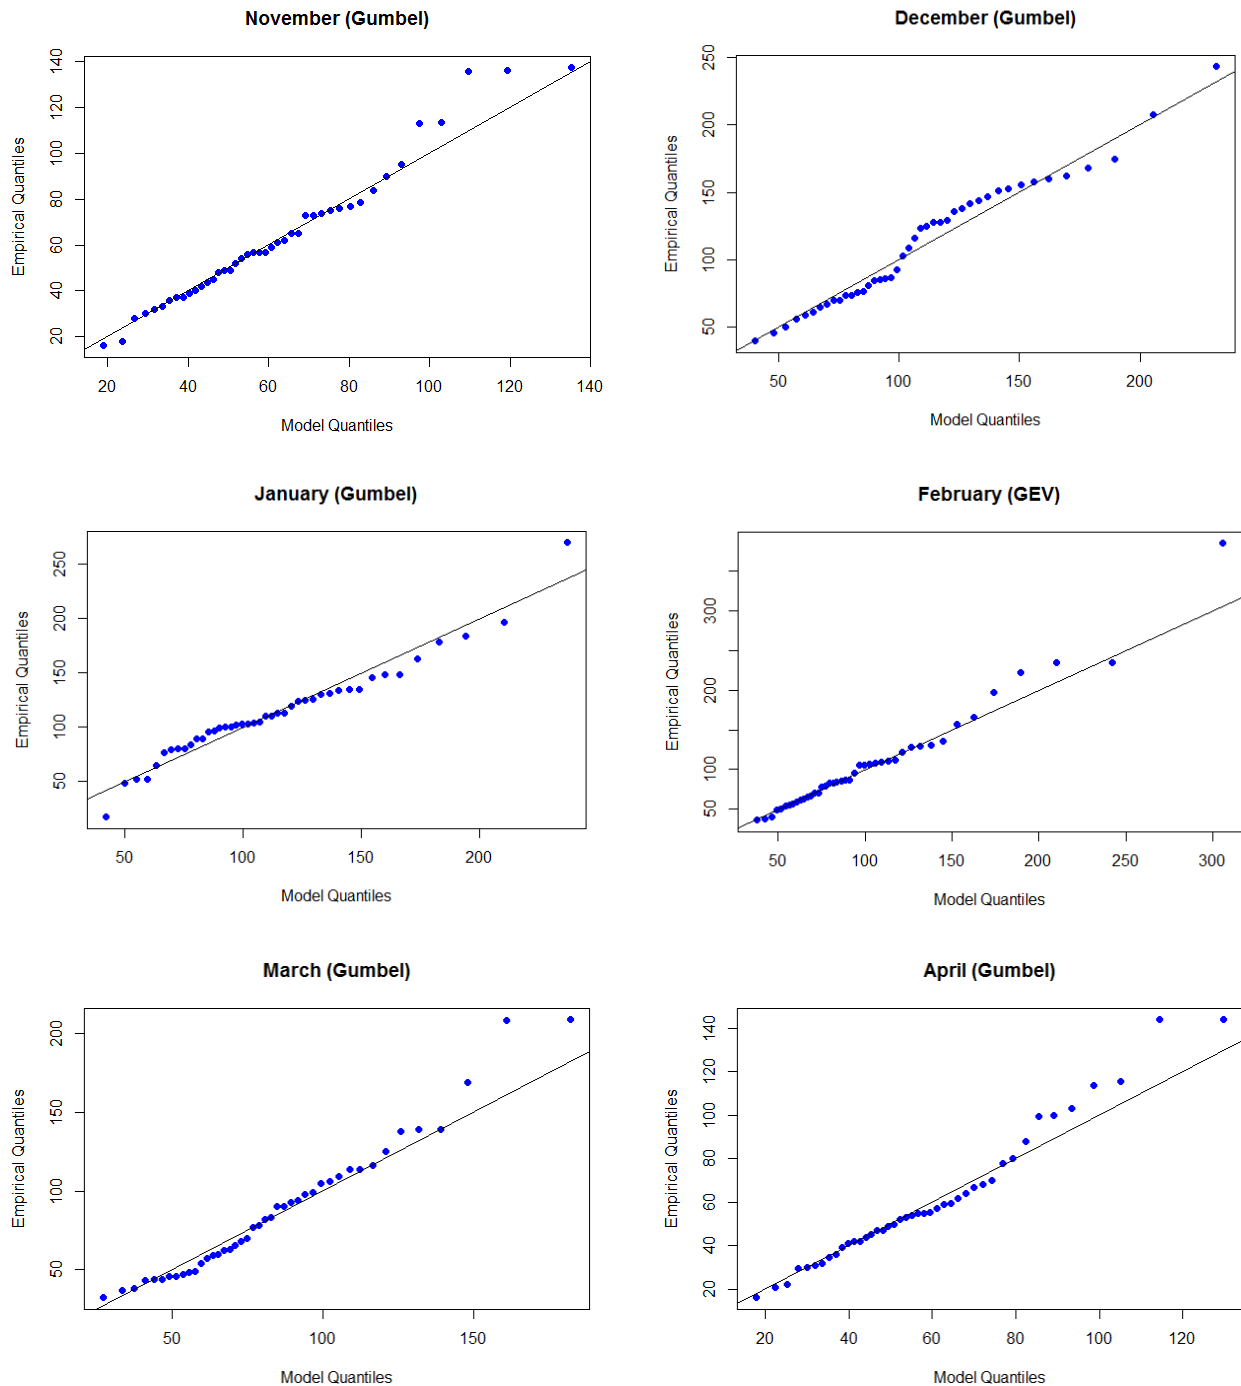 November (Gumbel)
Empirical Quantiles
20 40 60 80 100 120 140
20 40 60 80 100 120 140
Model Quantiles
December (Gumbel)
Empirical Quantiles
50 100 150 200 250
50 100 150 200
Model Quantiles
January (Gumbel)
Empirical Quantiles
50 100 150 200 250
50 100 150 200
Model Quantiles
February (GEV)
Empirical Quantiles
50 100 200 300
50 100 150 200 250 300
Model Quantiles
March (Gumbel)
Empirical Quantiles
50 100 150 200
50 100 150
Model Quantiles
April (Gumbel)
Empirical Quantiles
20 40 60 80 100 120 140
20 40 60 80 100 120
Model Quantiles